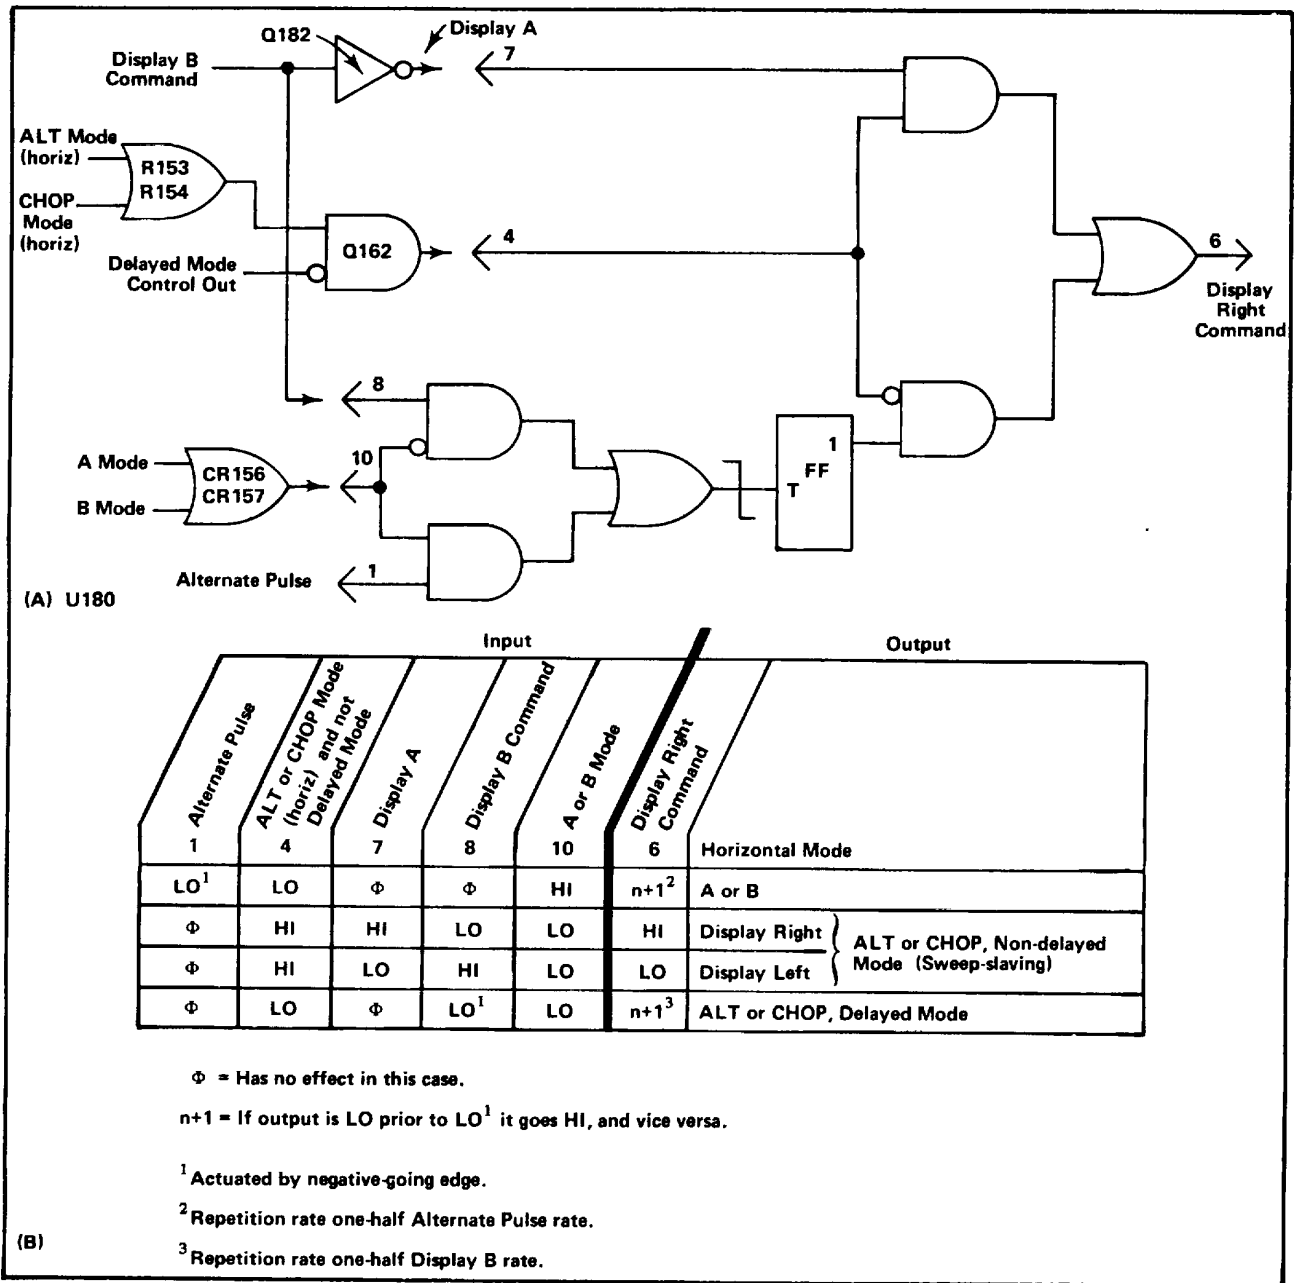 Q182
Display A
Display B
Command
7
ALT Mode
(horiz)
R153
R154
CHOP
Mode
(horiz)
Q162
4
6
Delayed Mode
Control Out
Display
Right
Command
8
A Mode
CR156
CR157
10
1
FF
T
B Mode
Alternate Pulse
1
(A) U180
Input
Output
Alternate Pulse
ALT or CHOP Mode
(horiz) and not
Delayed Mode
Display A
Display B Command
A or B Mode
Display Right
Command
1 4 7 8 10 6 Horizontal Mode
LO¹ LO Φ Φ HI n+1² A or B
Φ HI HI LO LO HI Display Right
ALT or CHOP, Non-delayed
Mode (Sweep-slaving)
Φ HI LO HI LO LO Display Left
Φ LO Φ LO¹ LO n+1³ ALT or CHOP, Delayed Mode
Φ = Has no effect in this case.
n+1 = If output is LO prior to LO¹ it goes HI, and vice versa.
¹Actuated by negative-going edge.
²Repetition rate one-half Alternate Pulse rate.
(B)
³Repetition rate one-half Display B rate.